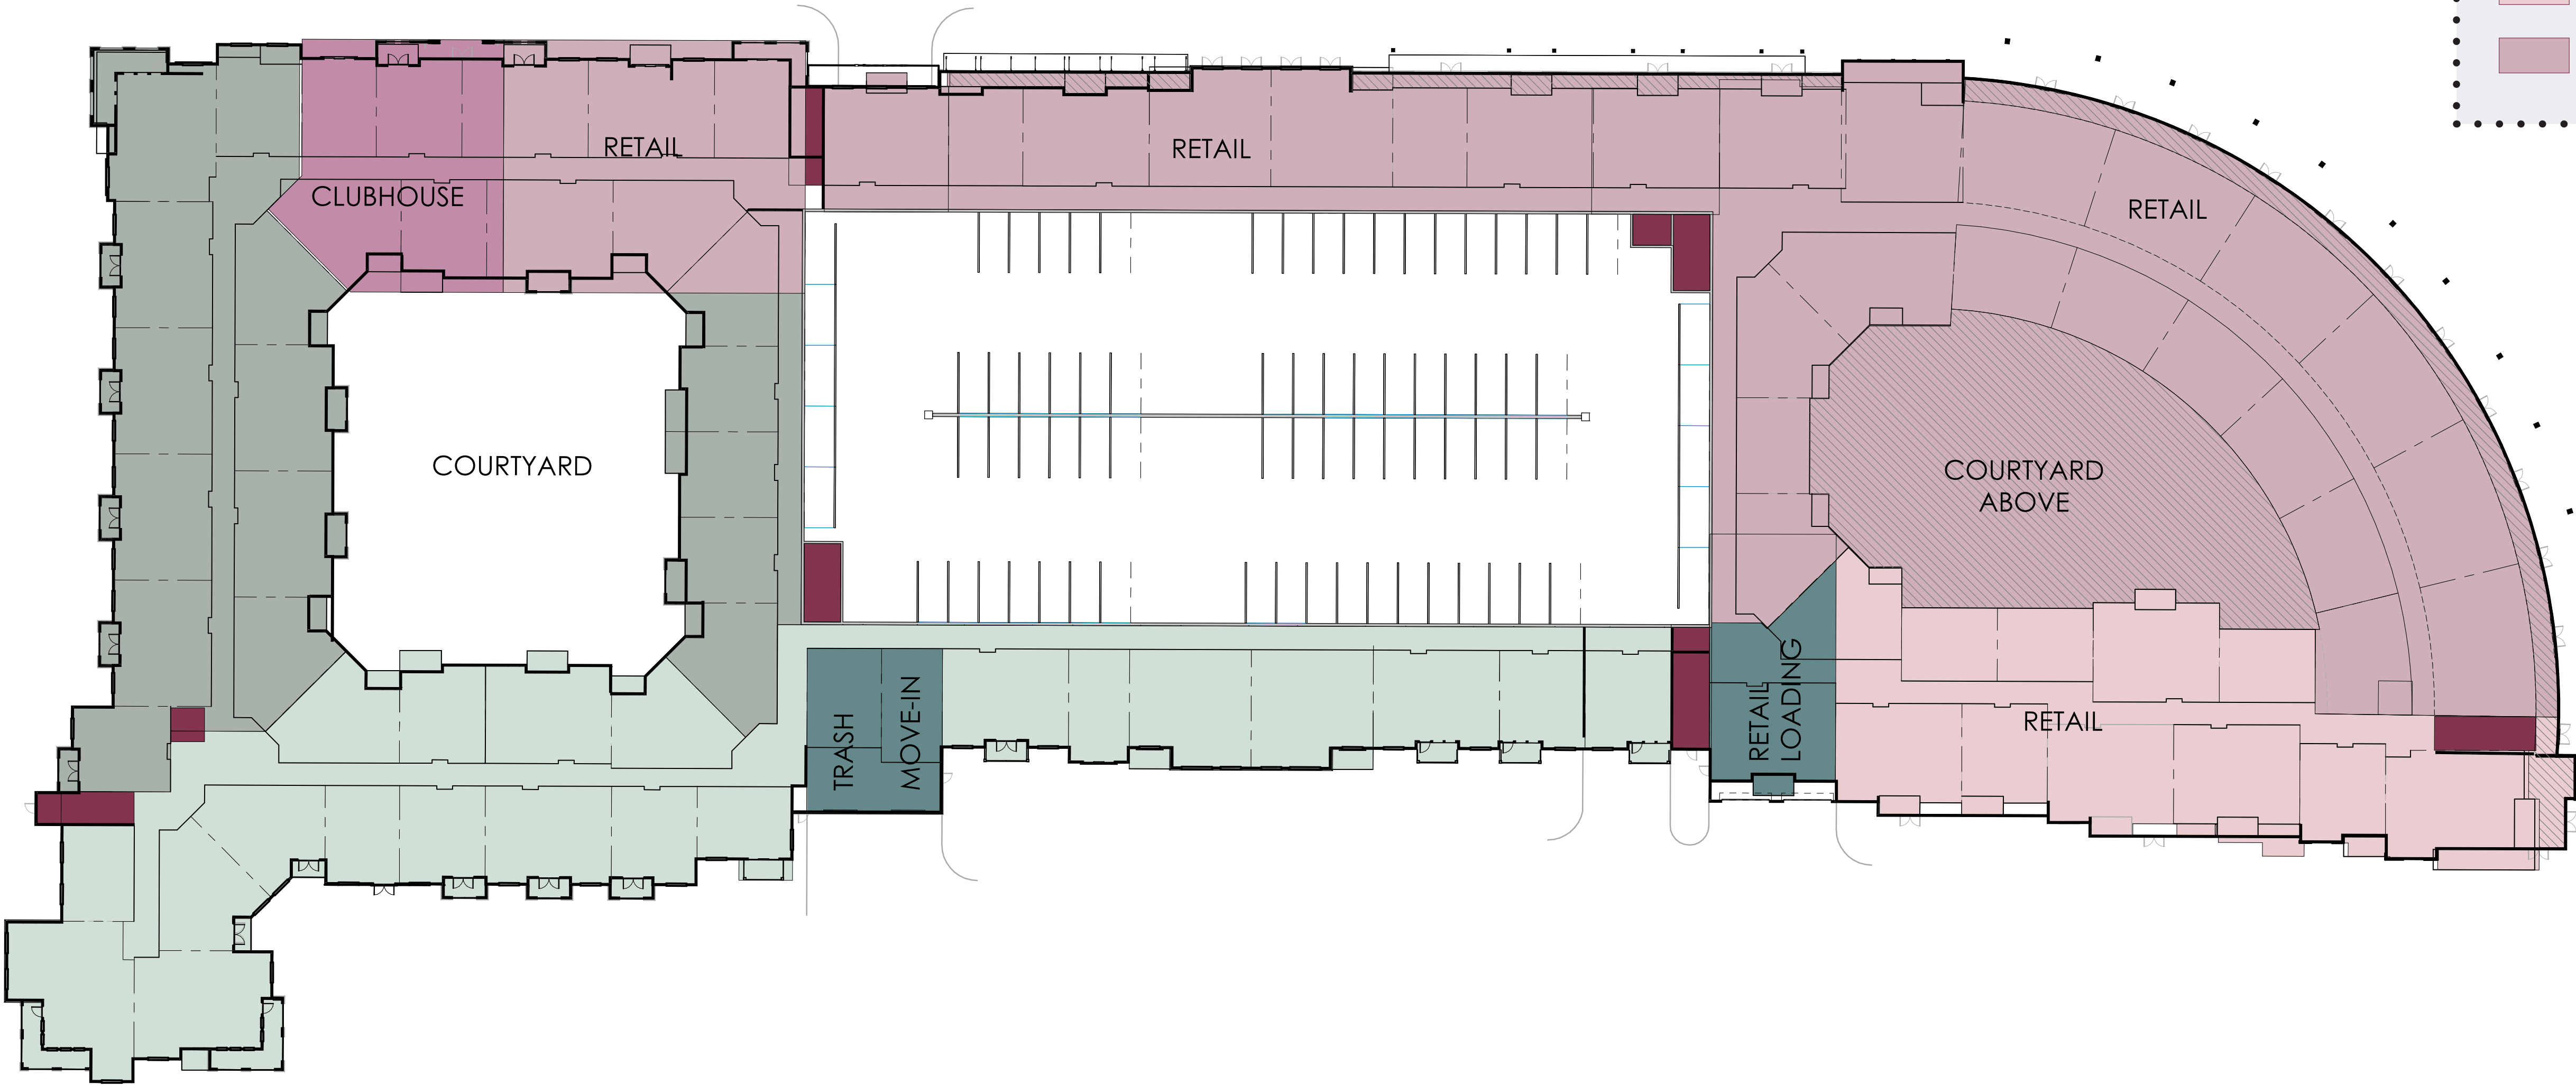 RETAIL
RETAIL
CLUBHOUSE
RETAIL
COURTYARD
COURTYARD
ABOVE
TRASH
MOVE-IN
RETAIL
LOADING
RETAIL